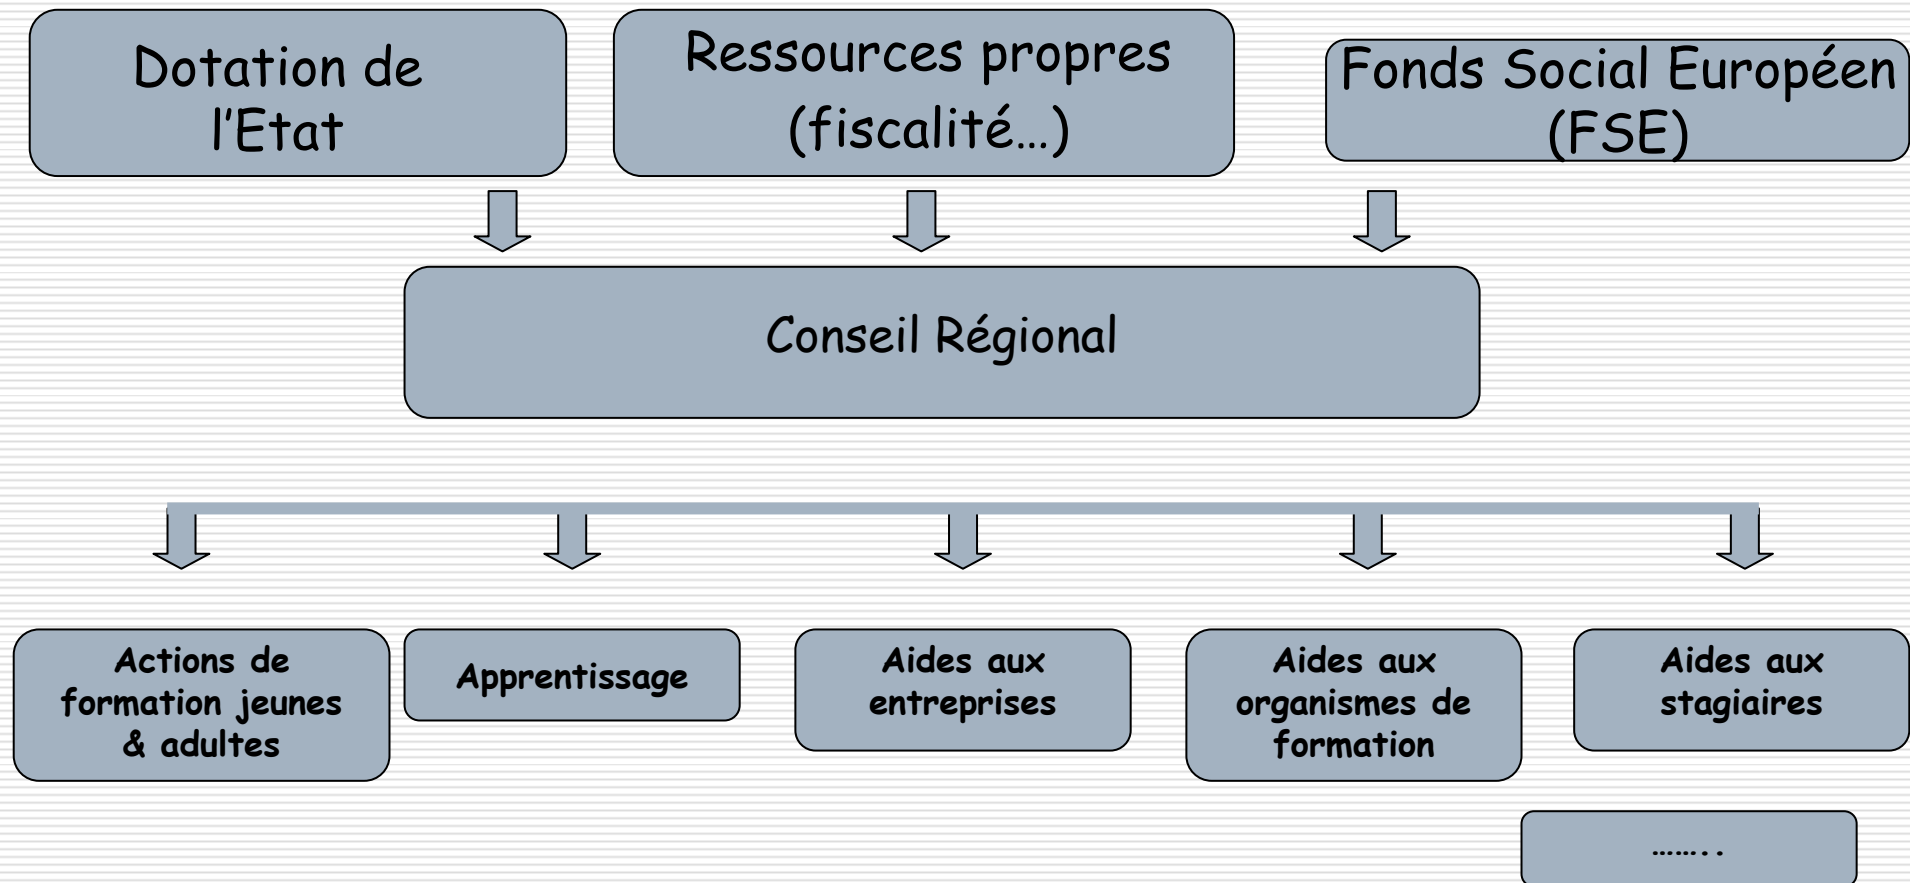 Dotation de
l'Etat
Ressources propres
(fiscalité…)
Fonds Social Européen
(FSE)
Conseil Régional
Actions de
formation jeunes
& adultes
Apprentissage
Aides aux
entreprises
Aides aux
organismes de
formation
Aides aux
stagiaires
……..